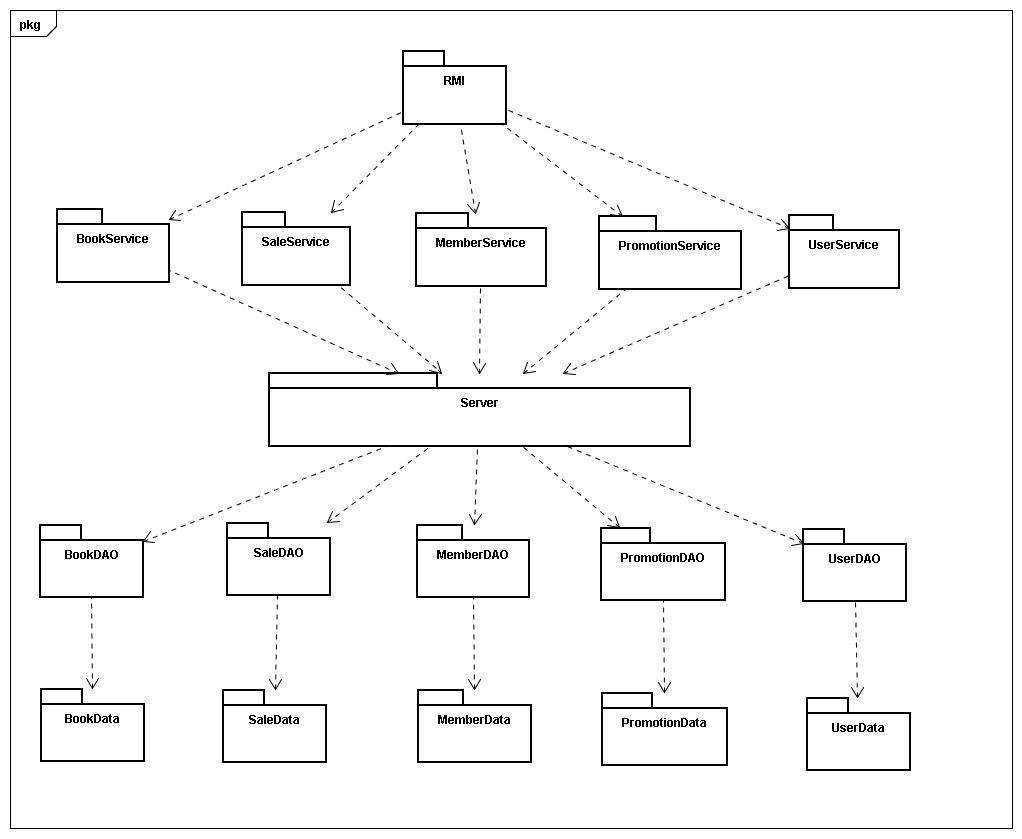 pkg
RMI
BookService
SaleService
MemberService
PromotionService
UserService
Server
BookDAO
SaleDAO
MemberDAO
PromotionDAO
UserDAO
BookData
SaleData
MemberData
PromotionData
UserData